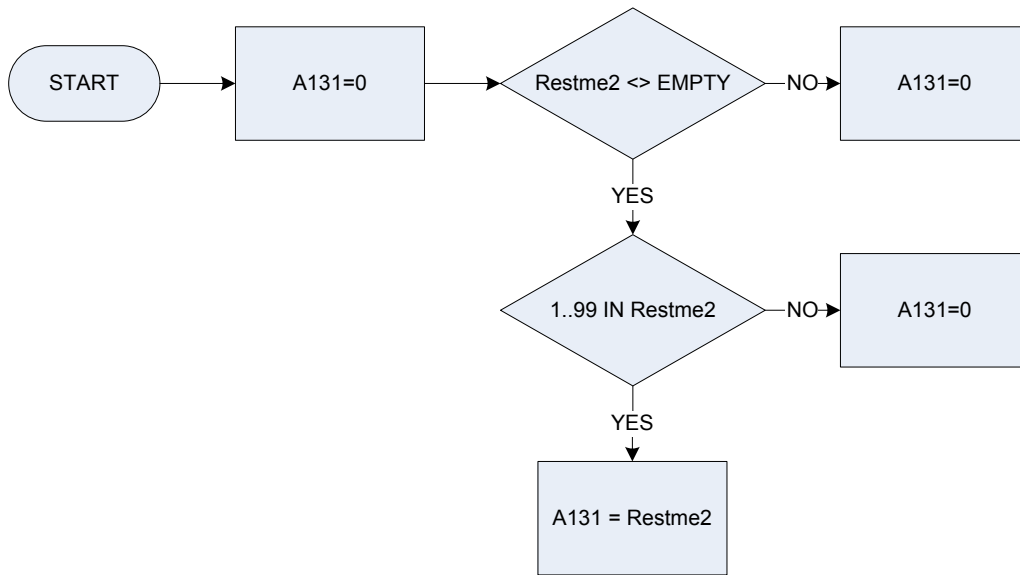 START
A131=0
Restme2 <> EMPTY
NO
A131=0
YES
1..99 IN Restme2
NO
A131=0
YES
A131 = Restme2